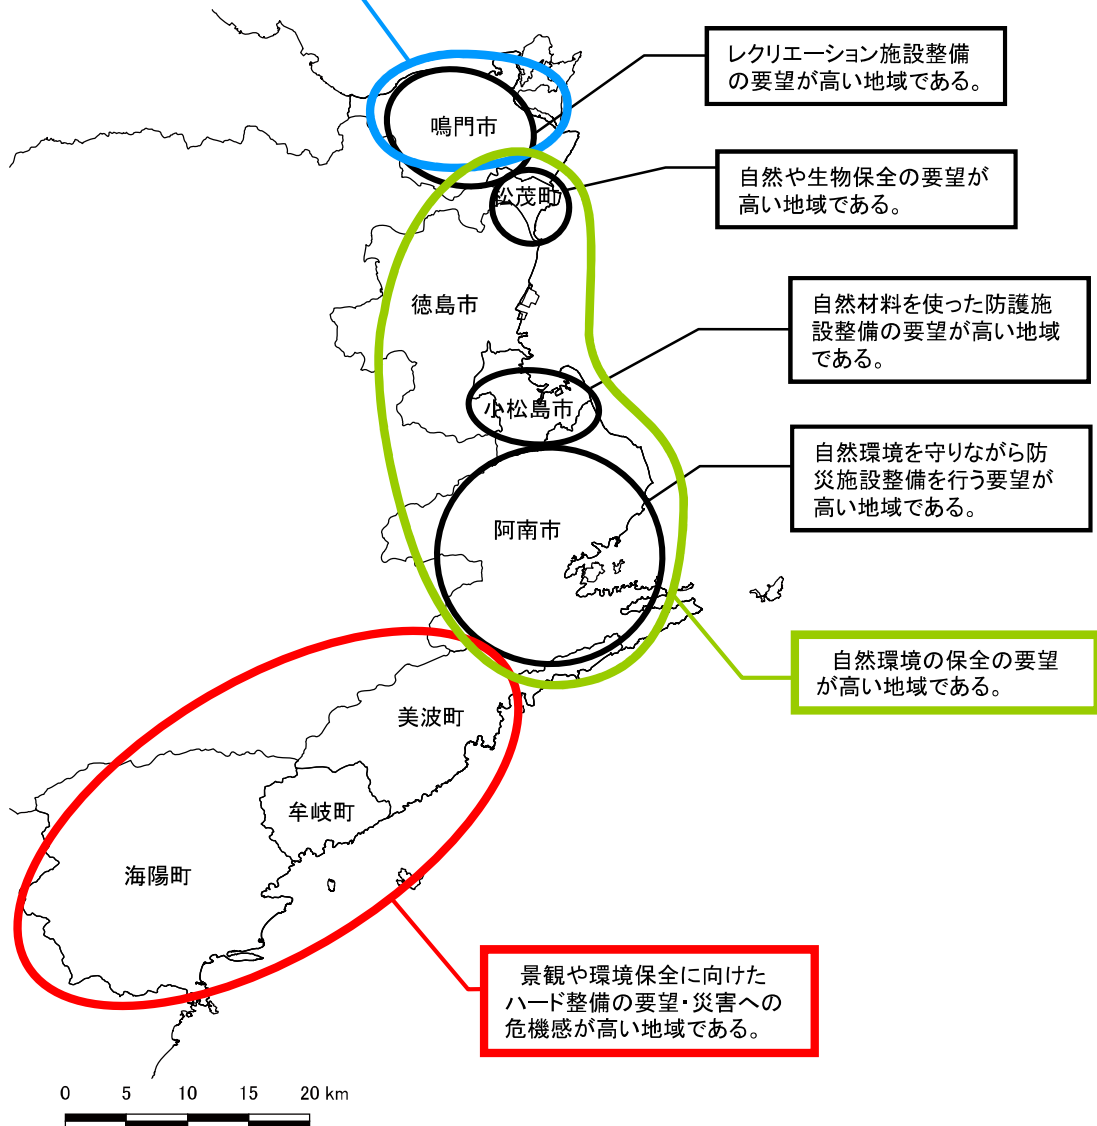 レクリエーション施設整備
の要望が高い地域である。
鳴門市
自然や生物保全の要望が
高い地域である。
松茂町
徳島市
自然材料を使った防護施
設整備の要望が高い地域
である。
小松島市
自然環境を守りながら防
災施設整備を行う要望が
高い地域である。
阿南市
自然環境の保全の要望
が高い地域である。
美波町
牟岐町
海陽町
景観や環境保全に向けた
ハード整備の要望・災害への
危機感が高い地域である。
0 5 10 15 20 km